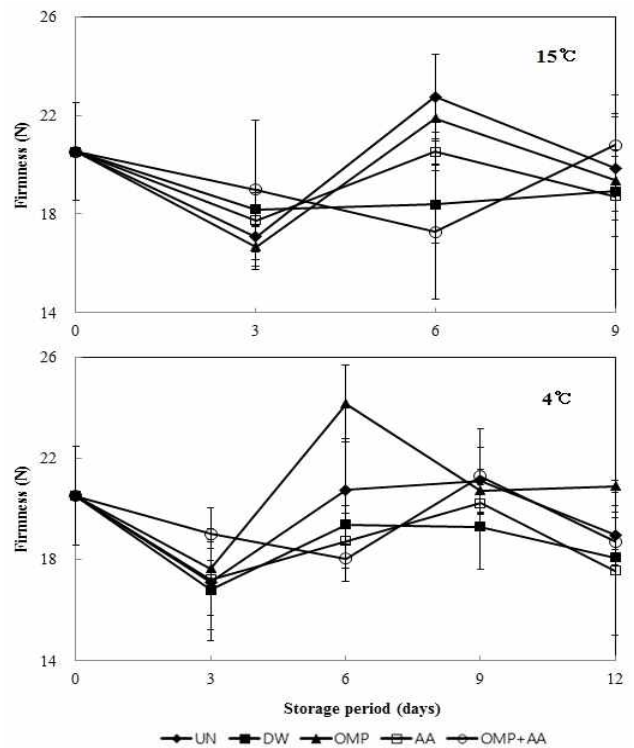 26
15℃
22
Firmness (N)
18
14
0 3 6 9
26
4℃
22
Firmness (N)
18
14
0 3 6 9 12
Storage period (days)
UN DW OMP AA OMP+AA